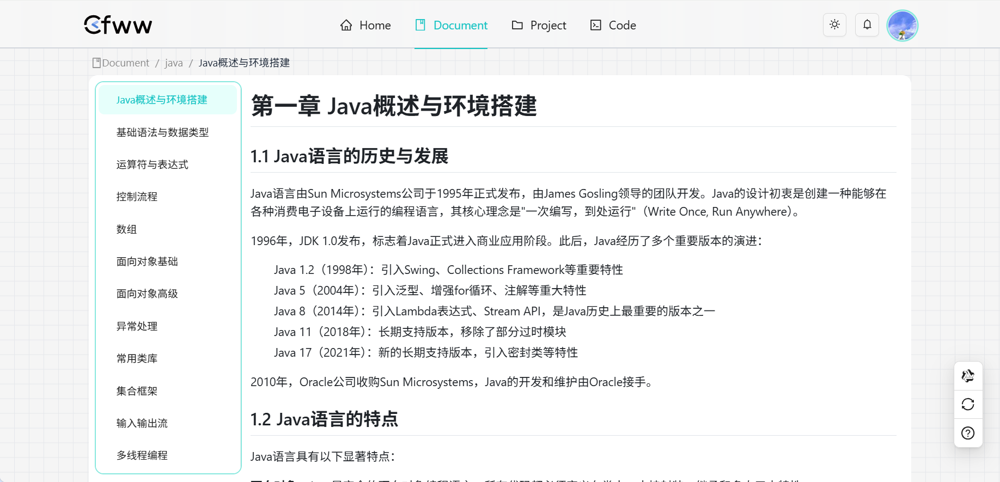 Cfww
Home
Document
Project
Code
Document / java / Java概述与环境搭建
Java概述与环境搭建
基础语法与数据类型
运算符与表达式
控制流程
数组
面向对象基础
面向对象高级
异常处理
常用类库
集合框架
输入输出流
多线程编程
第一章 Java概述与环境搭建
1.1 Java语言的历史与发展
Java语言由Sun Microsystems公司于1995年正式发布，由James Gosling领导的团队开发。Java的设计初衷是创建一种能够在
各种消费电子设备上运行的编程语言，其核心理念是"一次编写，到处运行"（Write Once, Run Anywhere）。
1996年，JDK 1.0发布，标志着Java正式进入商业应用阶段。此后，Java经历了多个重要版本的演进：
Java 1.2（1998年）：引入Swing、Collections Framework等重要特性
Java 5（2004年）：引入泛型、增强for循环、注解等重大特性
Java 8（2014年）：引入Lambda表达式、Stream API，是Java历史上最重要的版本之一
Java 11（2018年）：长期支持版本，移除了部分过时模块
Java 17（2021年）：新的长期支持版本，引入密封类等特性
2010年，Oracle公司收购Sun Microsystems，Java的开发和维护由Oracle接手。
1.2 Java语言的特点
Java语言具有以下显著特点：